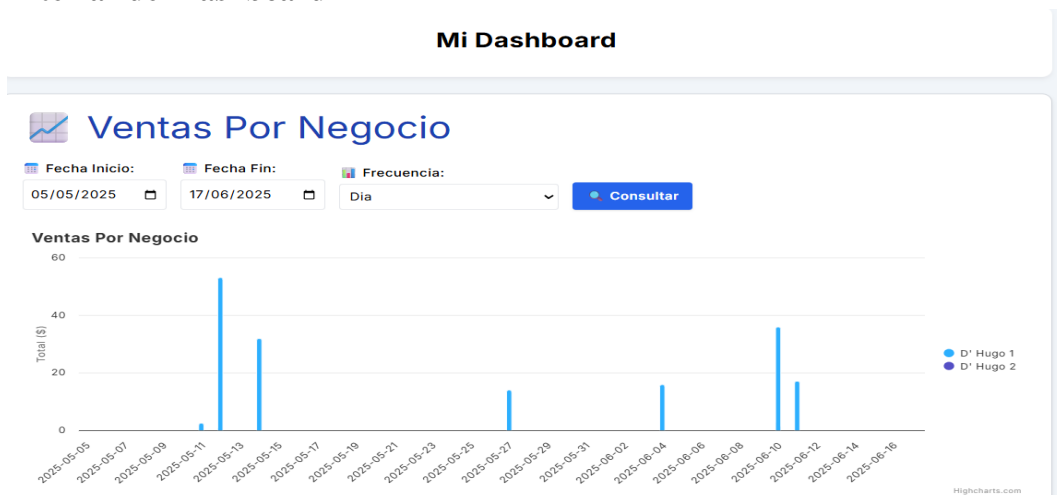 Mi Dashboard
Ventas Por Negocio
Fecha Inicio: Fecha Fin: Frecuencia:
05/05/2025 17/06/2025 Dia Consultar
Ventas Por Negocio
60
40
20
0
Total ($)
D' Hugo 1
D' Hugo 2
2025-05-05 2025-05-07 2025-05-09 2025-05-11 2025-05-13 2025-05-15 2025-05-17 2025-05-19 2025-05-21 2025-05-23 2025-05-25 2025-05-27 2025-05-29 2025-05-31 2025-06-02 2025-06-04 2025-06-06 2025-06-08 2025-06-10 2025-06-12 2025-06-14 2025-06-16
Highcharts.com